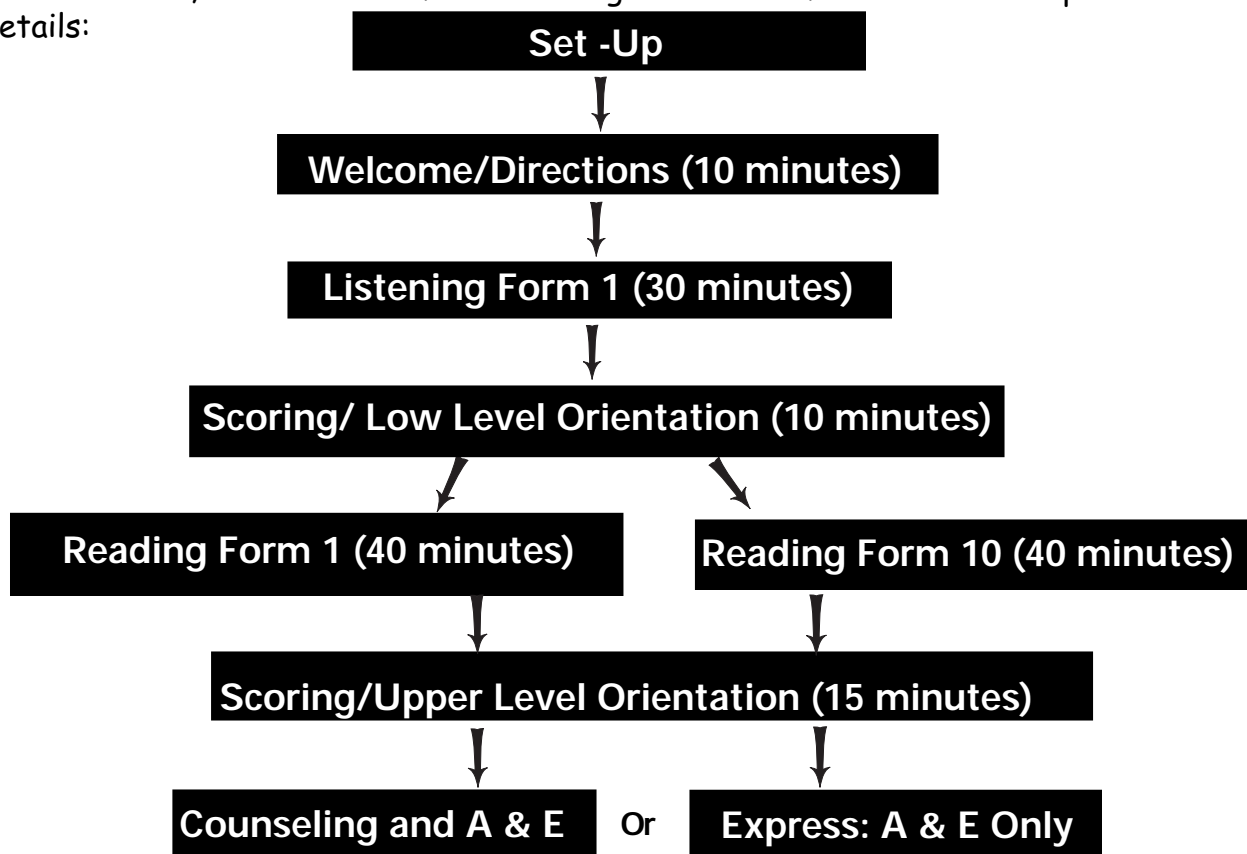 etails:
Set -Up
Welcome/Directions (10 minutes)
Listening Form 1 (30 minutes)
Scoring/ Low Level Orientation (10 minutes)
Reading Form 1 (40 minutes)
Reading Form 10 (40 minutes)
Scoring/Upper Level Orientation (15 minutes)
Counseling and A & E Or Express: A & E Only